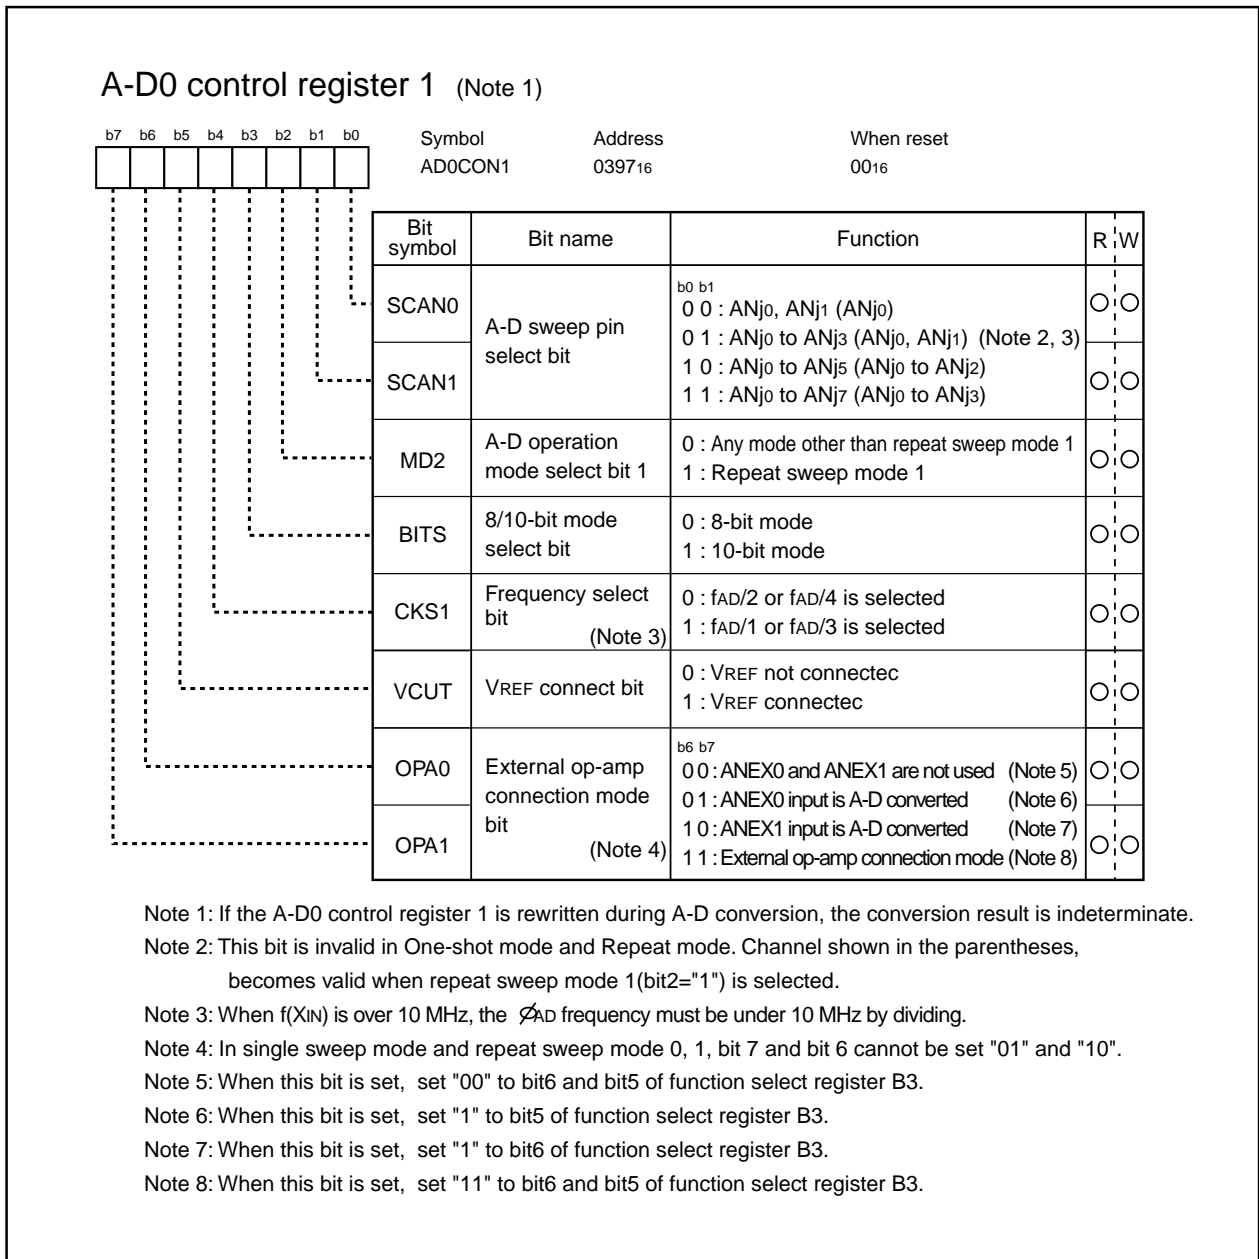 A-D0 control register 1 (Note 1)
b7 b6 b5 b4 b3 b2 b1 b0
Symbol Address When reset
AD0CON1 039716 0016
Bit symbol Bit name Function R W
SCAN0
SCAN1
A-D sweep pin
select bit
b0 b1
0 0 : ANj0, ANj1 (ANj0)
0 1 : ANj0 to ANj3 (ANj0, ANj1) (Note 2, 3)
1 0 : ANj0 to ANj5 (ANj0 to ANj2)
1 1 : ANj0 to ANj7 (ANj0 to ANj3)
MD2
A-D operation
mode select bit 1
0 : Any mode other than repeat sweep mode 1
1 : Repeat sweep mode 1
BITS
8/10-bit mode
select bit
0 : 8-bit mode
1 : 10-bit mode
CKS1
Frequency select
bit
(Note 3)
0 : fAD/2 or fAD/4 is selected
1 : fAD/1 or fAD/3 is selected
VCUT
VREF connect bit
0 : VREF not connectec
1 : VREF connectec
OPA0
OPA1
External op-amp
connection mode
bit
(Note 4)
b6 b7
0 0 : ANEX0 and ANEX1 are not used (Note 5)
0 1 : ANEX0 input is A-D converted (Note 6)
1 0 : ANEX1 input is A-D converted (Note 7)
1 1 : External op-amp connection mode (Note 8)
Note 1: If the A-D0 control register 1 is rewritten during A-D conversion, the conversion result is indeterminate.
Note 2: This bit is invalid in One-shot mode and Repeat mode. Channel shown in the parentheses,
becomes valid when repeat sweep mode 1(bit2="1") is selected.
Note 3: When f(XIN) is over 10 MHz, the ØAD frequency must be under 10 MHz by dividing.
Note 4: In single sweep mode and repeat sweep mode 0, 1, bit 7 and bit 6 cannot be set "01" and "10".
Note 5: When this bit is set, set "00" to bit6 and bit5 of function select register B3.
Note 6: When this bit is set, set "1" to bit5 of function select register B3.
Note 7: When this bit is set, set "1" to bit6 of function select register B3.
Note 8: When this bit is set, set "11" to bit6 and bit5 of function select register B3.